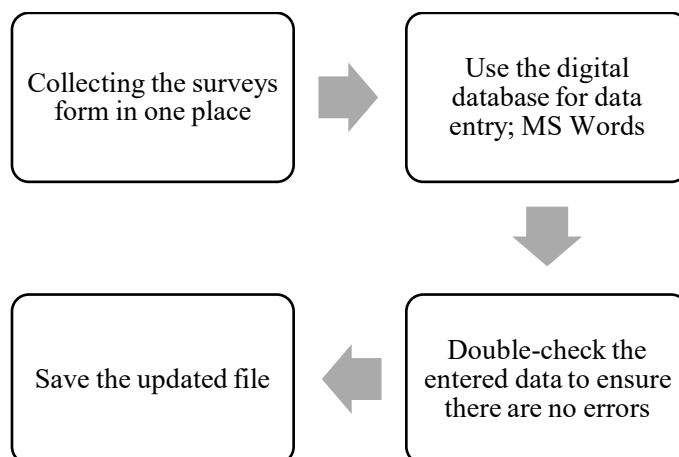 Collecting the surveys
form in one place
Use the digital
database for data
entry; MS Words
Double-check the
entered data to ensure
there are no errors
Save the updated file